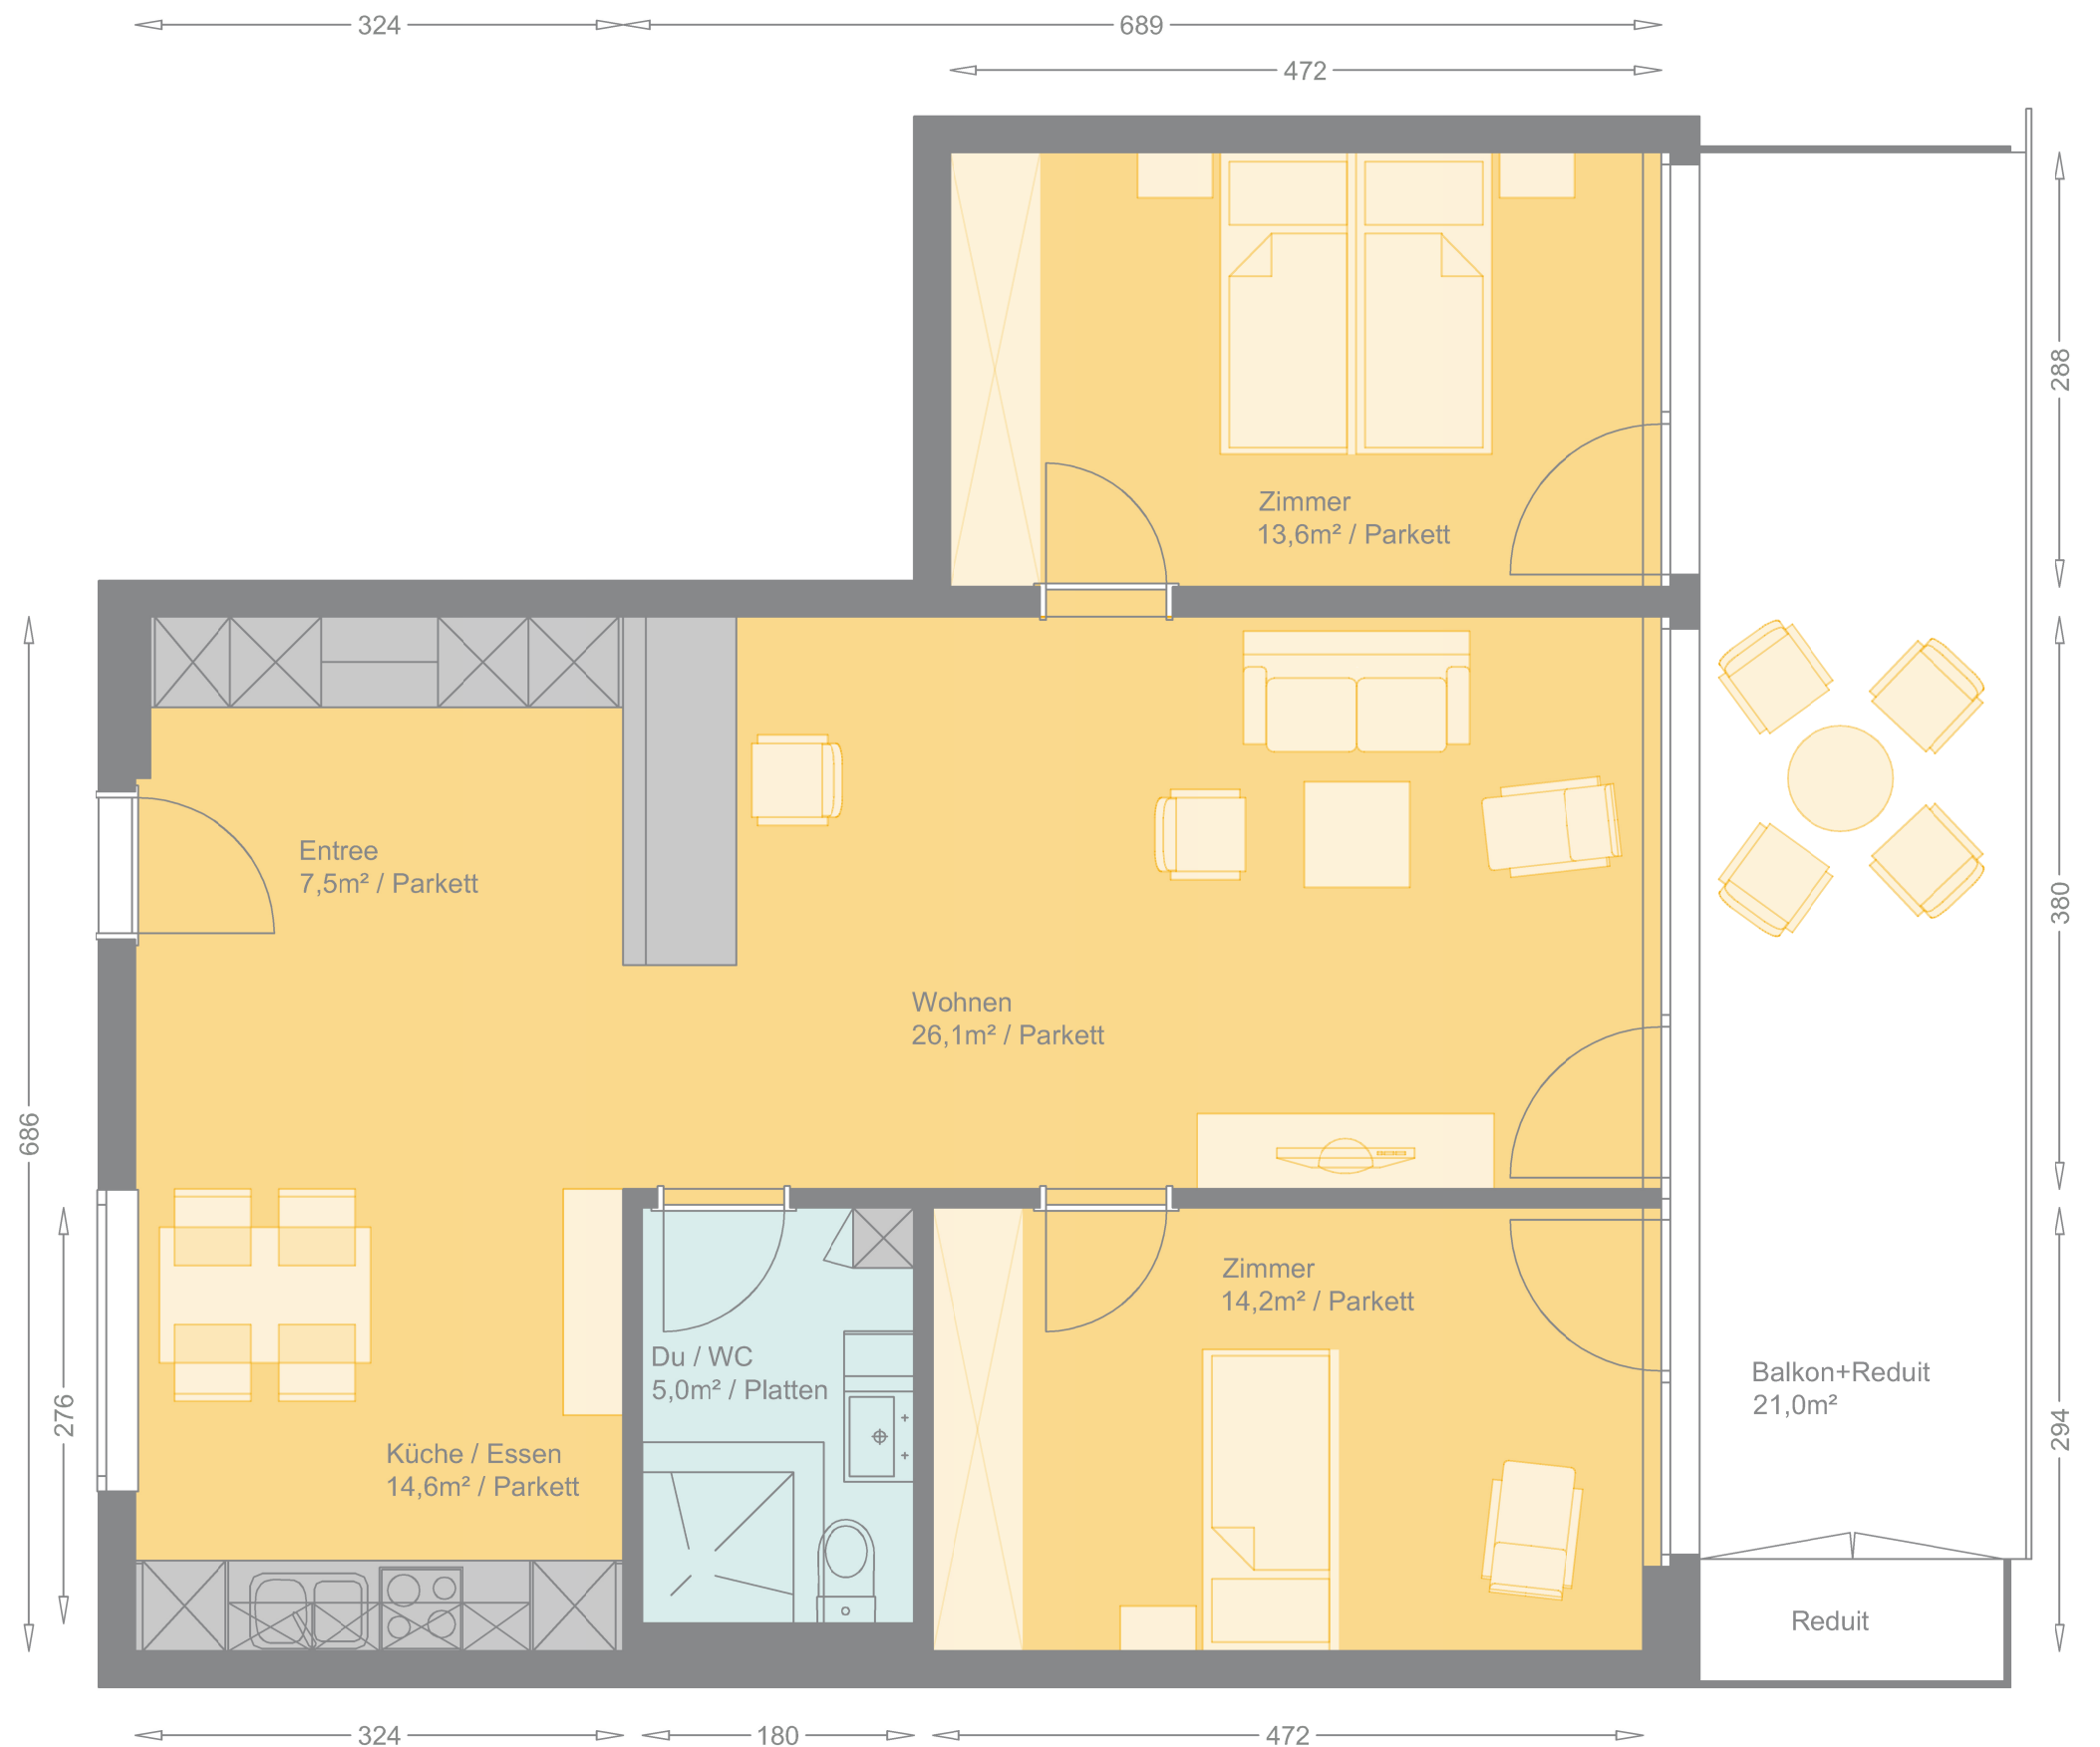 324
689
472
288
Zimmer
13,6m² / Parkett
Entree
7,5m² / Parkett
380
Wohnen
26,1m² / Parkett
686
276
Zimmer
14,2m² / Parkett
Du / WC
5,0m² / Platten
Balkon+Reduit
21,0m²
294
Küche / Essen
14,6m² / Parkett
Reduit
324
180
472